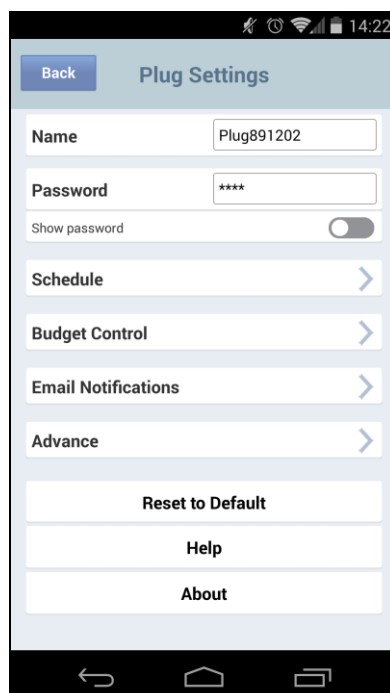 14:22
Back
Plug Settings
Name
Plug891202
Password
****
Show password
Schedule
Budget Control
Email Notifications
Advance
Reset to Default
Help
About